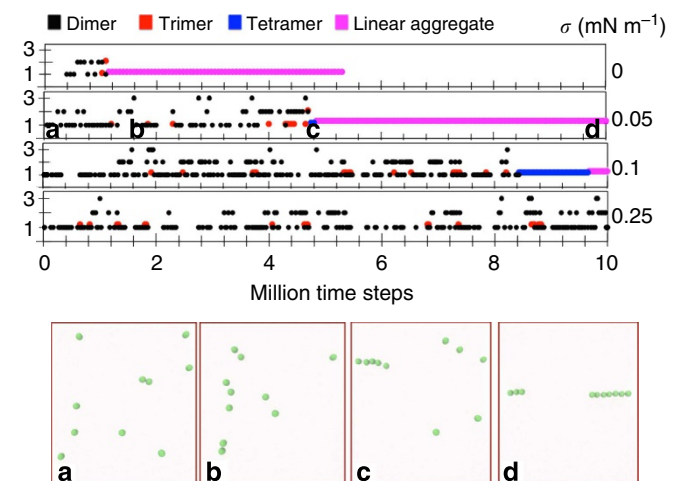 Dimer Trimer Tetramer Linear aggregate σ (mN m⁻¹)
3
1
0
3
1
a b c d
0.05
3
1
0.1
3
1
0.25
0 2 4 6 8 10
Million time steps
a b c d